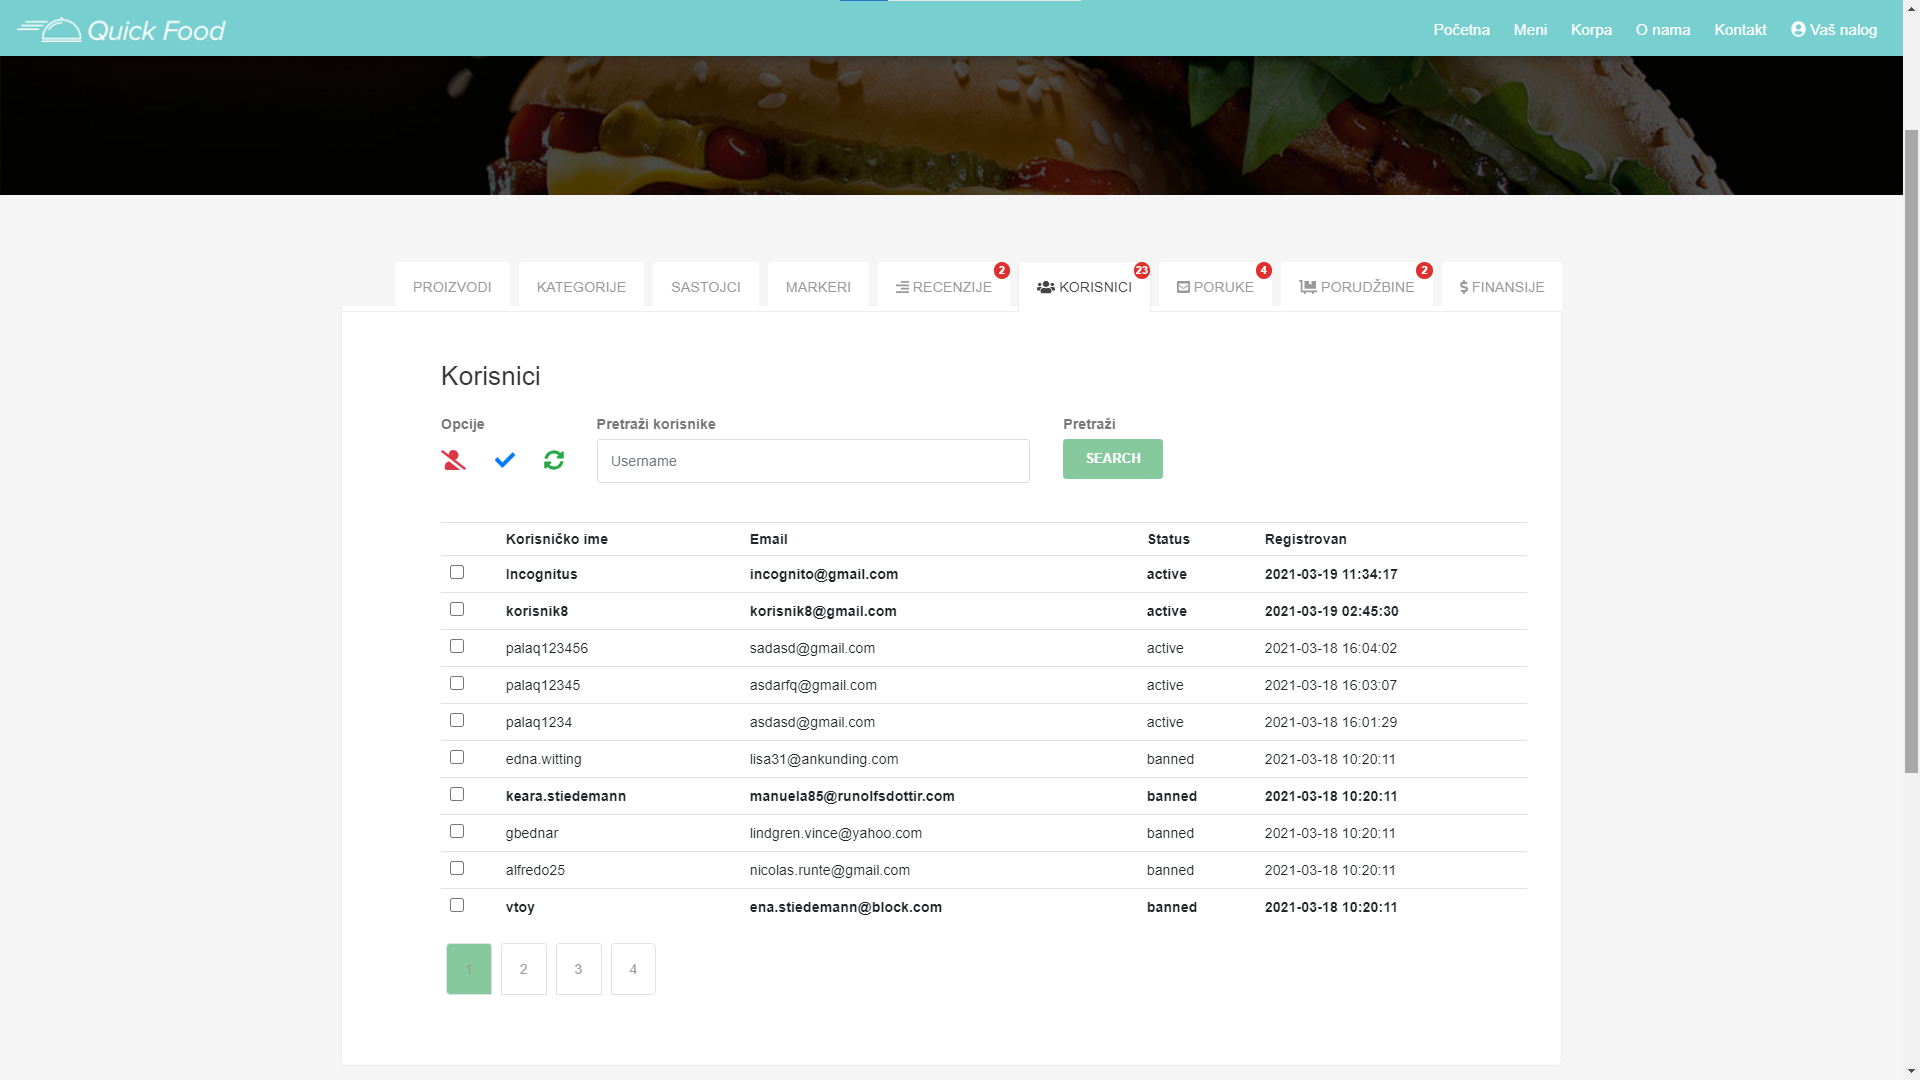 Quick Food
Početna Meni Korpa O nama Kontakt Vaš nalog
PROIZVODI KATEGORIJE SASTOJCI MARKERI RECENZIJE 2 KORISNICI 23 PORUKE 4 PORUDŽBINE 2 FINANSIJE
Korisnici
Opcije Pretraži korisnike Pretraži
Username SEARCH
Korisničko ime Email Status Registrovan
Incognitus incognito@gmail.com active 2021-03-19 11:34:17
korisnik8 korisnik8@gmail.com active 2021-03-19 02:45:30
palaq123456 sadasd@gmail.com active 2021-03-18 16:04:02
palaq12345 asdarfq@gmail.com active 2021-03-18 16:03:07
palaq1234 asdasd@gmail.com active 2021-03-18 16:01:29
edna.witting lisa31@ankunding.com banned 2021-03-18 10:20:11
keara.stiedemann manuela85@runolfsdottir.com banned 2021-03-18 10:20:11
gbednar lindgren.vince@yahoo.com banned 2021-03-18 10:20:11
alfredo25 nicolas.runte@gmail.com banned 2021-03-18 10:20:11
vtoy ena.stiedemann@block.com banned 2021-03-18 10:20:11
1 2 3 4